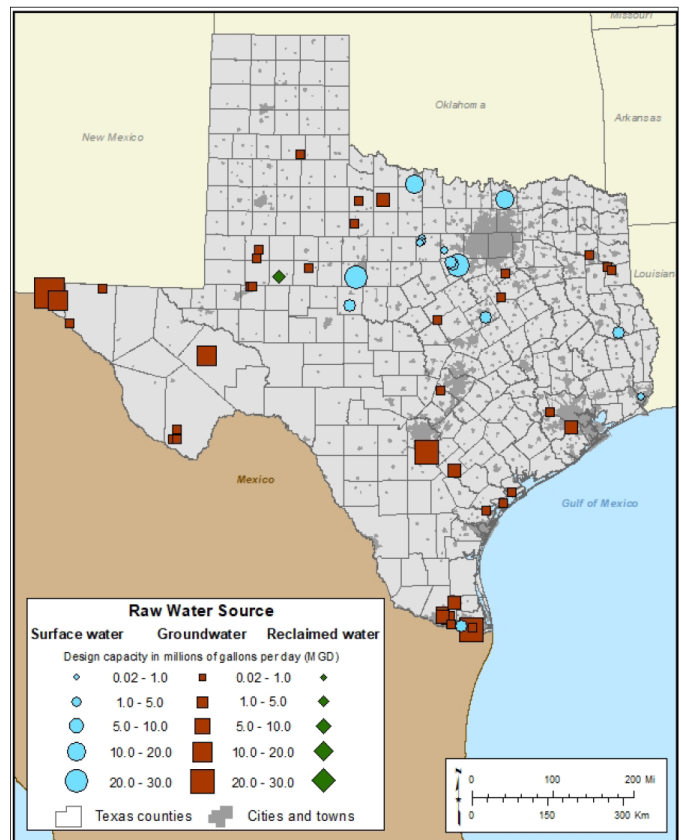 Missouri
Oklahoma
Arkansas
New Mexico
Louisiana
Mexico
Gulf of Mexico
Raw Water Source
Surface water Groundwater Reclaimed water
Design capacity in millions of gallons per day (MGD)
0.02 - 1.0 0.02 - 1.0 0.02 - 1.0
1.0 - 5.0 1.0 - 5.0 1.0 - 5.0
5.0 - 10.0 5.0 - 10.0 5.0 - 10.0
10.0 - 20.0 10.0 - 20.0 10.0 - 20.0
20.0 - 30.0 20.0 - 30.0
Texas counties Cities and towns
0 100 200 Mi
0 150 300 Km